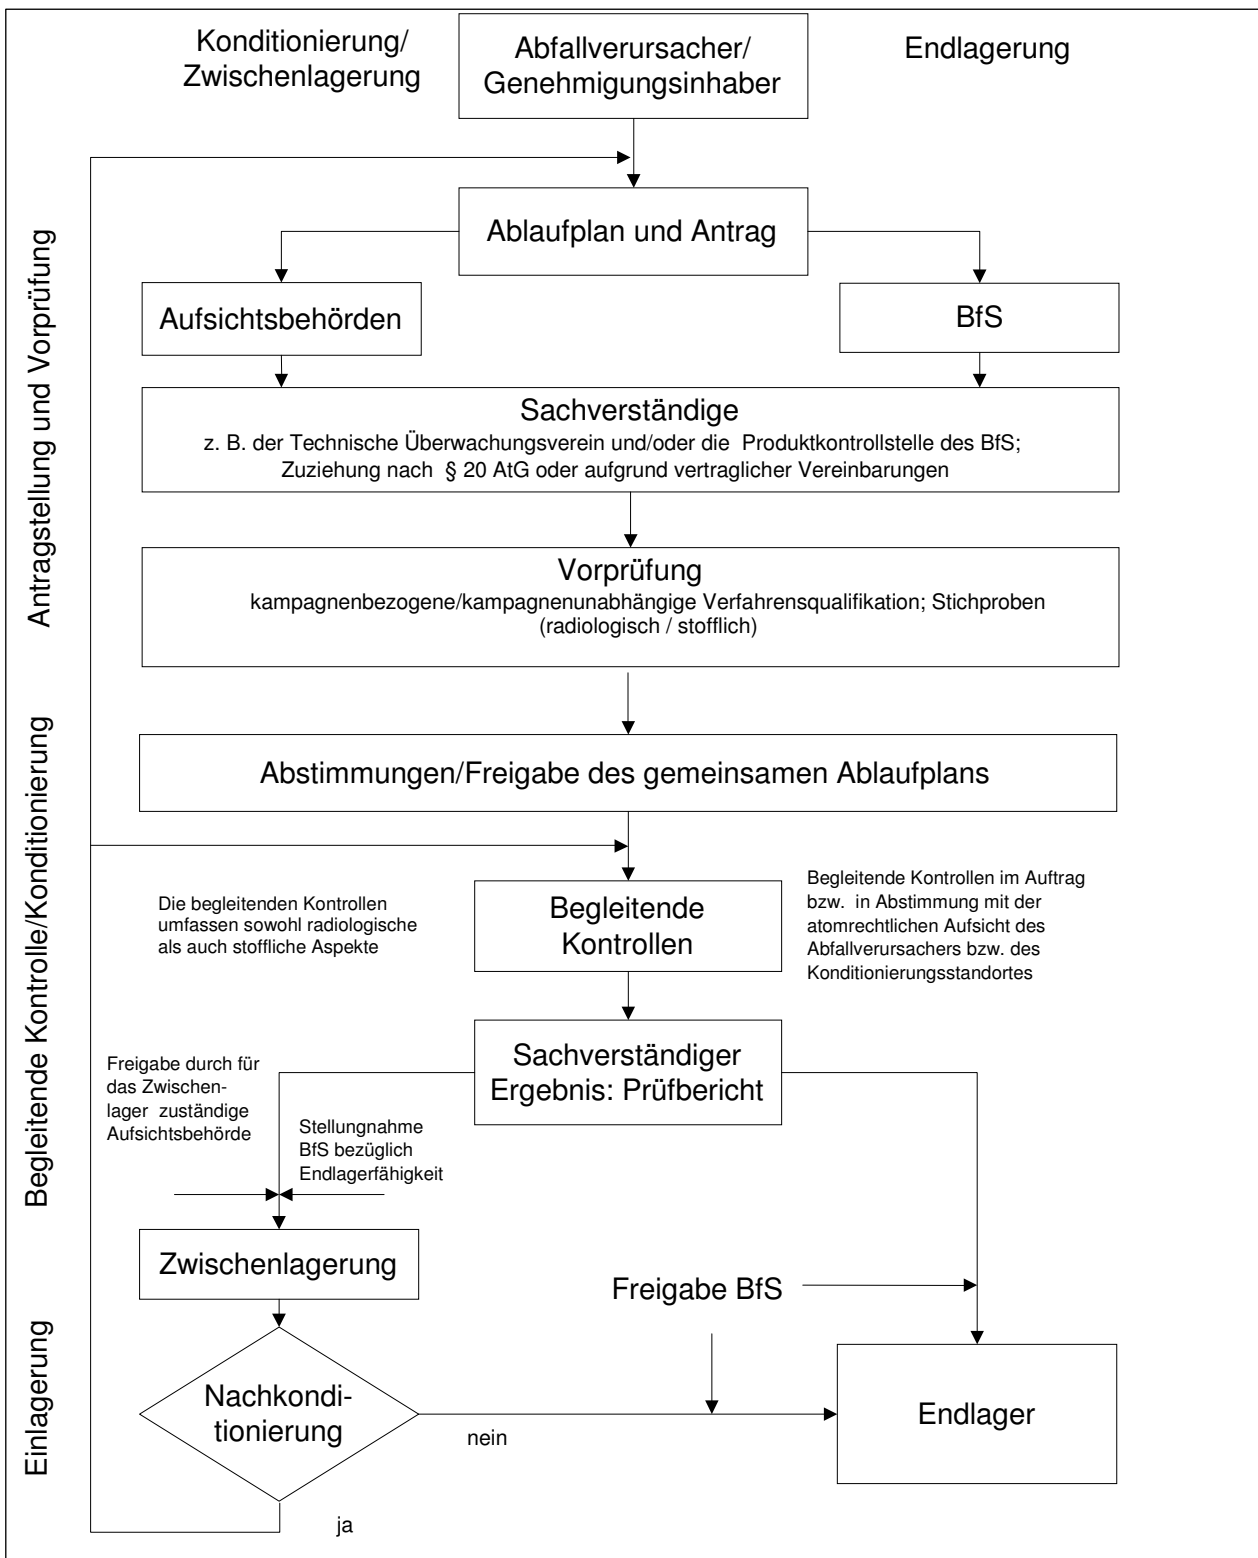 Konditionierung/
Zwischenlagerung
Abfallverursacher/
Genehmigungsinhaber
Endlagerung
Antragstellung und Vorprüfung
Ablaufplan und Antrag
Aufsichtsbehörden
BfS
Sachverständige
z. B. der Technische Überwachungsverein und/oder die Produktkontrollstelle des BfS;
Zuziehung nach § 20 AtG oder aufgrund vertraglicher Vereinbarungen
Vorprüfung
kampagnenbezogene/kampagnenunabhängige Verfahrensqualifikation; Stichproben
(radiologisch / stofflich)
Begleitende Kontrolle/Konditionierung
Abstimmungen/Freigabe des gemeinsamen Ablaufplans
Die begleitenden Kontrollen
umfassen sowohl radiologische
als auch stoffliche Aspekte
Begleitende
Kontrollen
Begleitende Kontrollen im Auftrag
bzw. in Abstimmung mit der
atomrechtlichen Aufsicht des
Abfallverursachers bzw. des
Konditionierungsstandortes
Sachverständiger
Ergebnis: Prüfbericht
Freigabe durch für
das Zwischen-
lager zuständige
Aufsichtsbehörde
Stellungnahme
BfS bezüglich
Endlagerfähigkeit
Zwischenlagerung
Freigabe BfS
Einlagerung
Nachkondi-
tionierung
nein
Endlager
ja